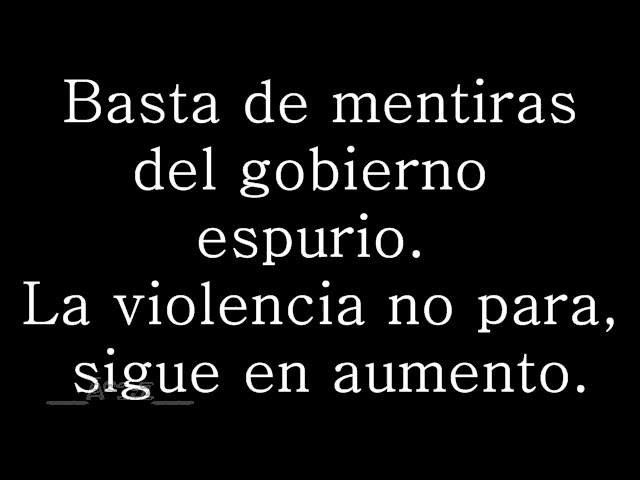 Basta de mentiras
del gobierno
espurio.
La violencia no para,
sigue en aumento.